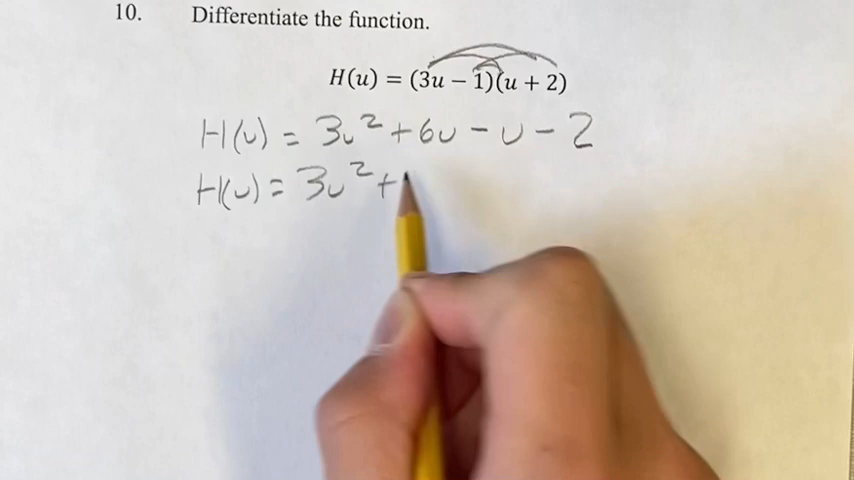 10. Differentiate the function.
H(u) = (3u − 1)(u + 2)
H(u) = 3u² + 6u − u − 2
H(u) = 3u² +